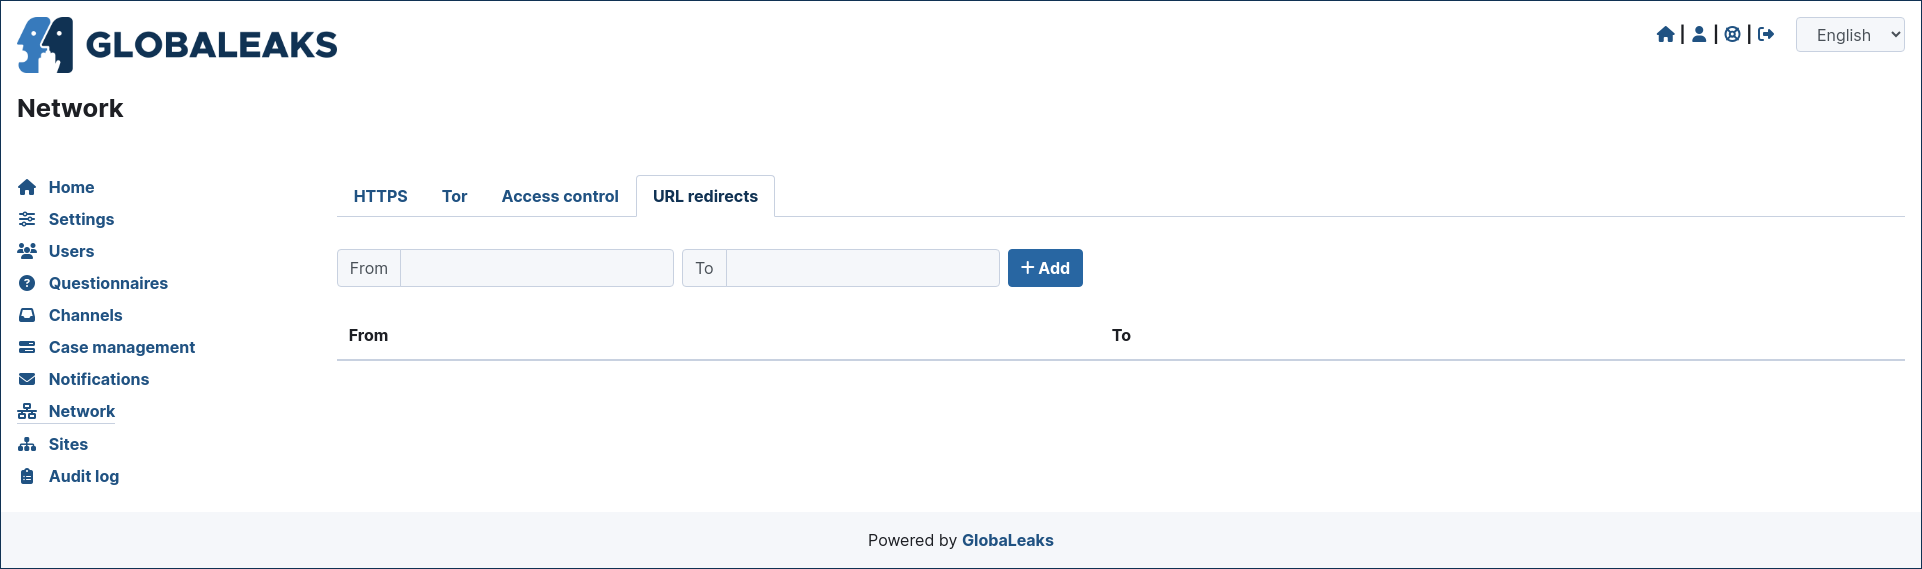 GLOBALEAKS
English
Network
Home
Settings
Users
Questionnaires
Channels
Case management
Notifications
Network
Sites
Audit log
HTTPS Tor Access control URL redirects
From To + Add
From To
Powered by GlobaLeaks